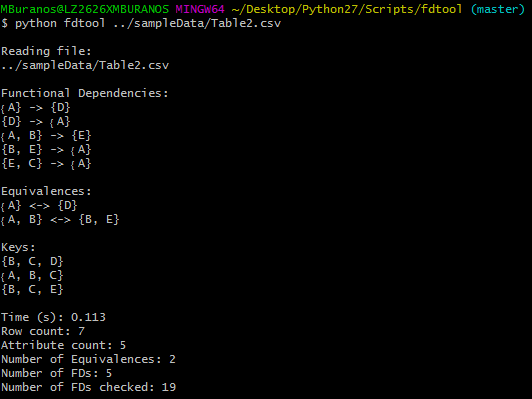 MBuranos@LZ2626XMBURANOS MINGW64 ~/Desktop/Python27/Scripts/fdtool (master)
$ python fdtool ../sampleData/Table2.csv
Reading file:
../sampleData/Table2.csv
Functional Dependencies:
{A} -> {D}
{D} -> {A}
{A, B} -> {E}
{B, E} -> {A}
{E, C} -> {A}
Equivalences:
{A} <-> {D}
{A, B} <-> {B, E}
Keys:
{B, C, D}
{A, B, C}
{B, C, E}
Time (s): 0.113
Row count: 7
Attribute count: 5
Number of Equivalences: 2
Number of FDs: 5
Number of FDs checked: 19